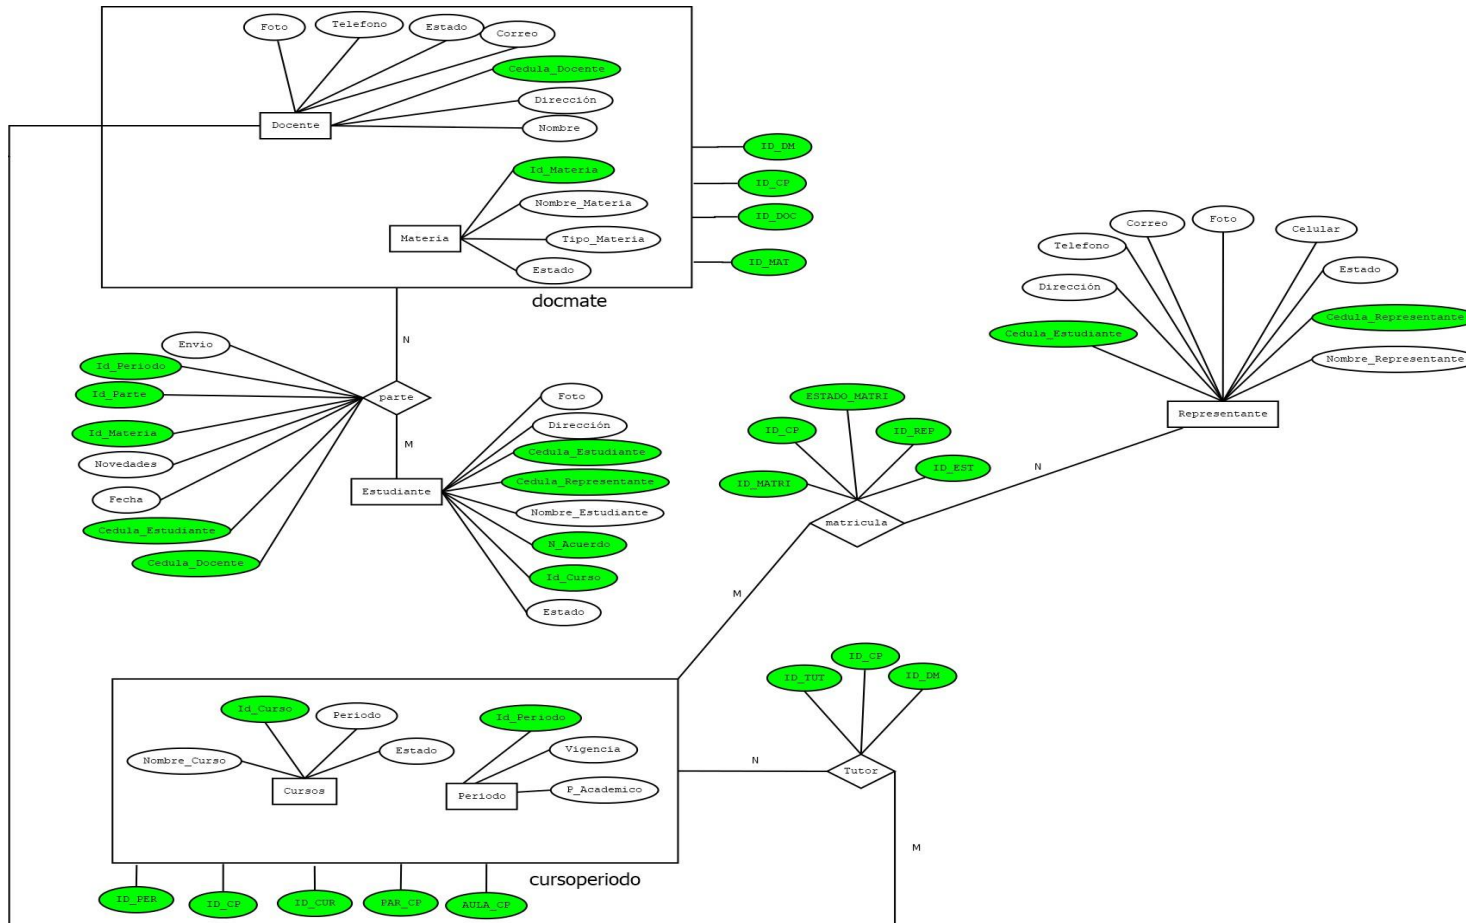 Foto
Telefono
Estado
Correo
Cedula_Docente
Dirección
Nombre
Docente
Id_Materia
Nombre_Materia
Tipo_Materia
Estado
Materia
docmate
ID_DM
ID_CP
ID_DOC
ID_MAT
N
Envio
Id_Periodo
Id_Parte
Id_Materia
Novedades
Fecha
Cedula_Estudiante
Cedula_Docente
parte
M
Estudiante
Foto
Dirección
Cedula_Estudiante
Cedula_Representante
Nombre_Estudiante
N_Acuerdo
Id_Curso
Estado
Foto
Correo
Celular
Telefono
Estado
Dirección
Cedula_Representante
Cedula_Estudiante
Nombre_Representante
Representante
N
ESTADO_MATRI
ID_CP
ID_REP
ID_EST
ID_MATRI
matricula
M
ID_CP
ID_TUT
ID_DM
Tutor
N
M
Id_Curso
Periodo
Estado
Nombre_Curso
Cursos
Id_Periodo
Vigencia
P_Academico
Periodo
cursoperiodo
ID_PER
ID_CP
ID_CUR
PAR_CP
AULA_CP